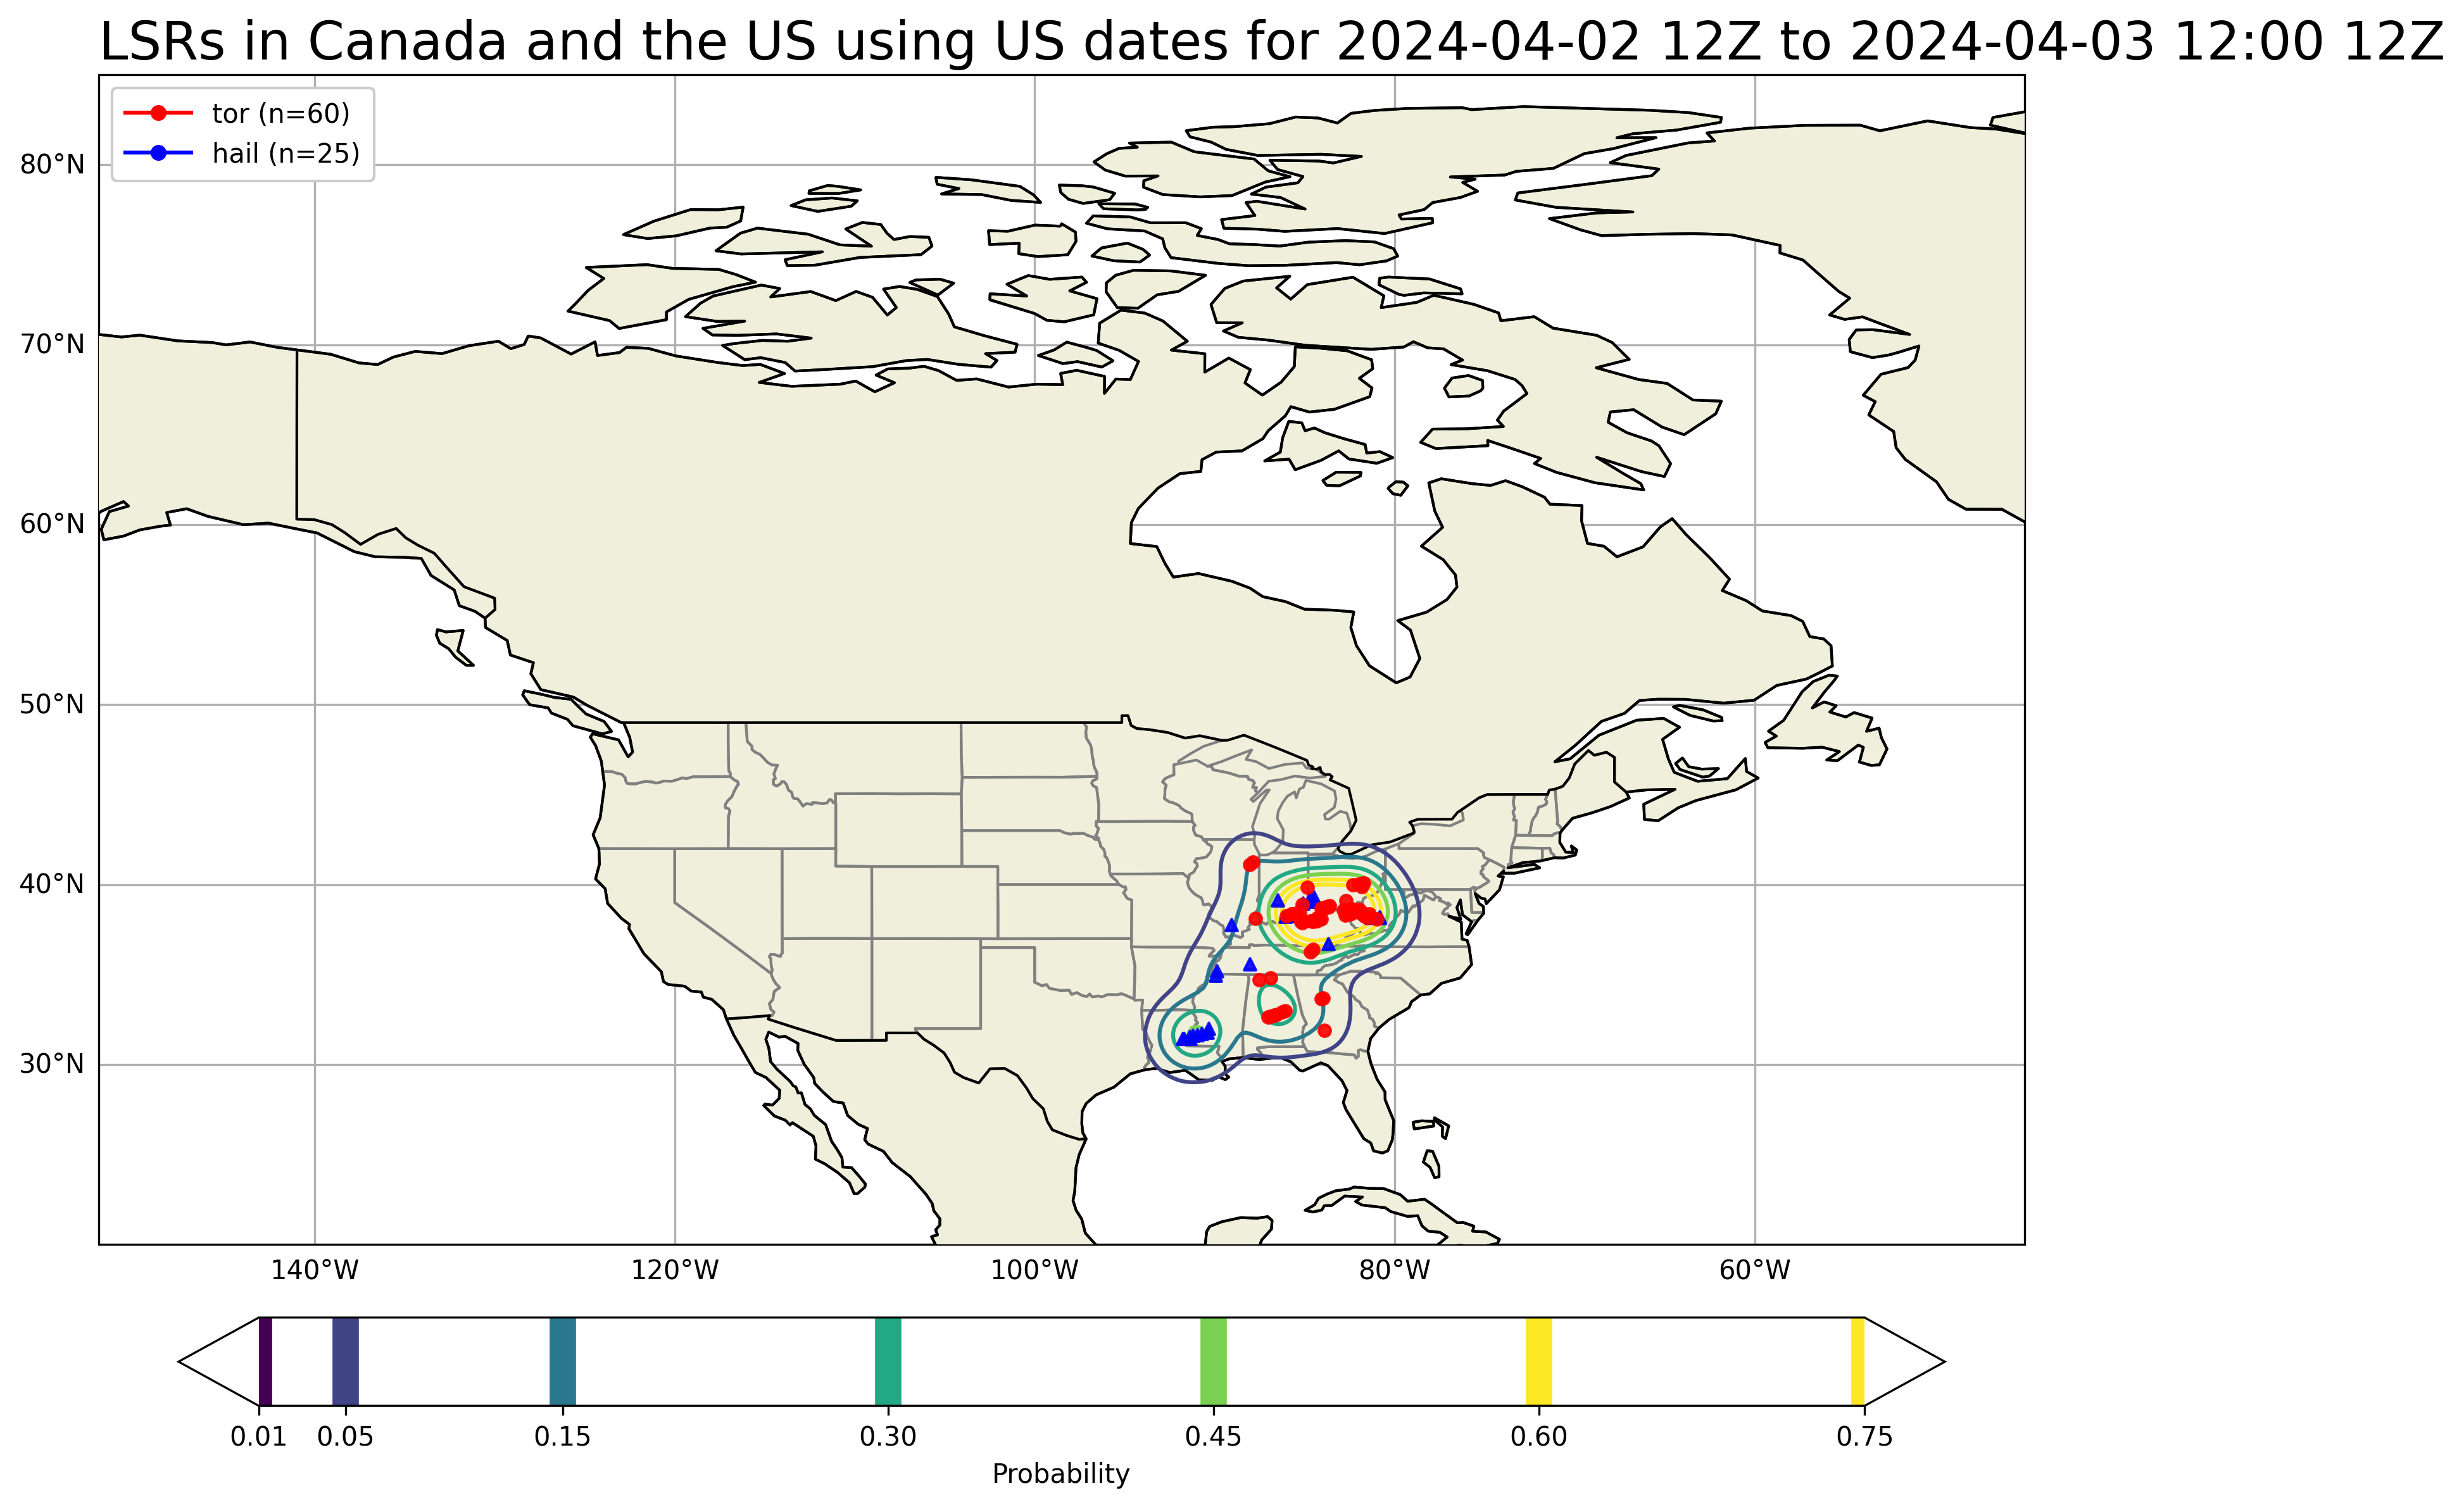 LSRs in Canada and the US using US dates for 2024-04-02 12Z to 2024-04-03 12:00 12Z
tor (n=60)
hail (n=25)
80°N
70°N
60°N
50°N
40°N
30°N
140°W 120°W 100°W 80°W 60°W
0.01 0.05 0.15 0.30 0.45 0.60 0.75
Probability